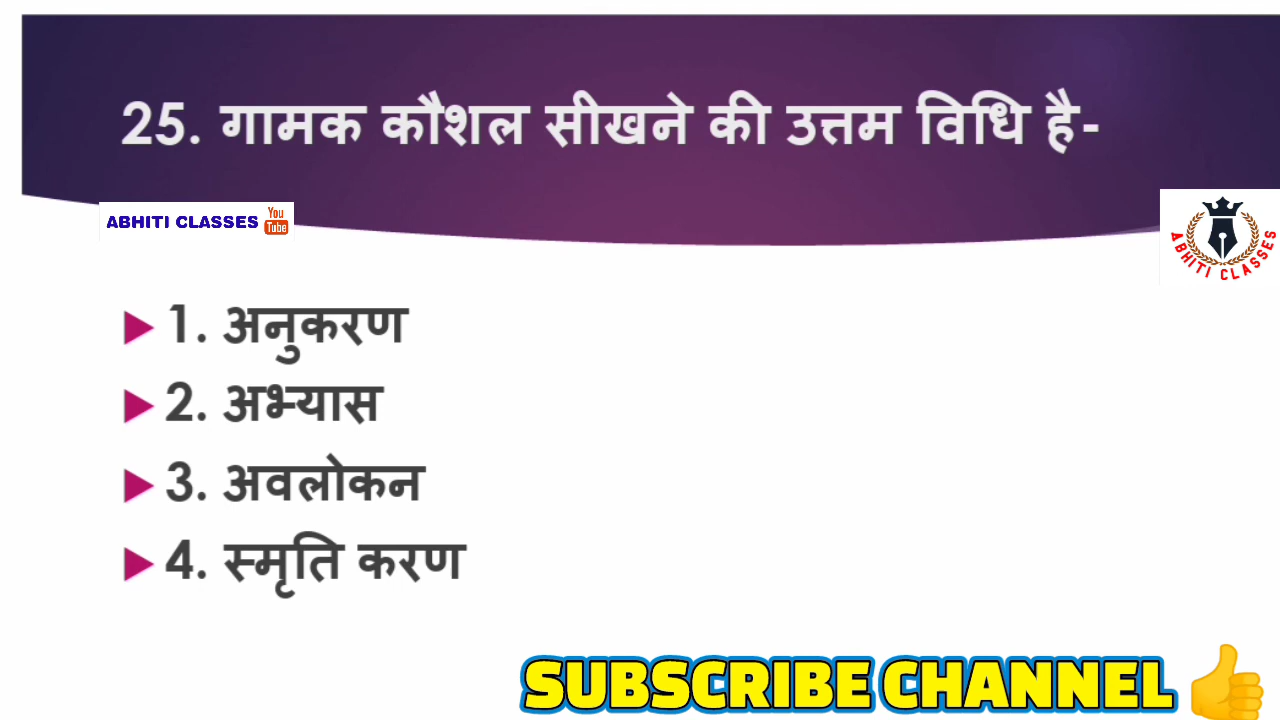 25. गामक कौशल सीखने की उत्तम विधि है-
ABHITI CLASSES You
Tube
ABHITI CLASSES
1. अनुकरण
2. अभ्यास
3. अवलोकन
4. स्मृति करण
SUBSCRIBE CHANNEL